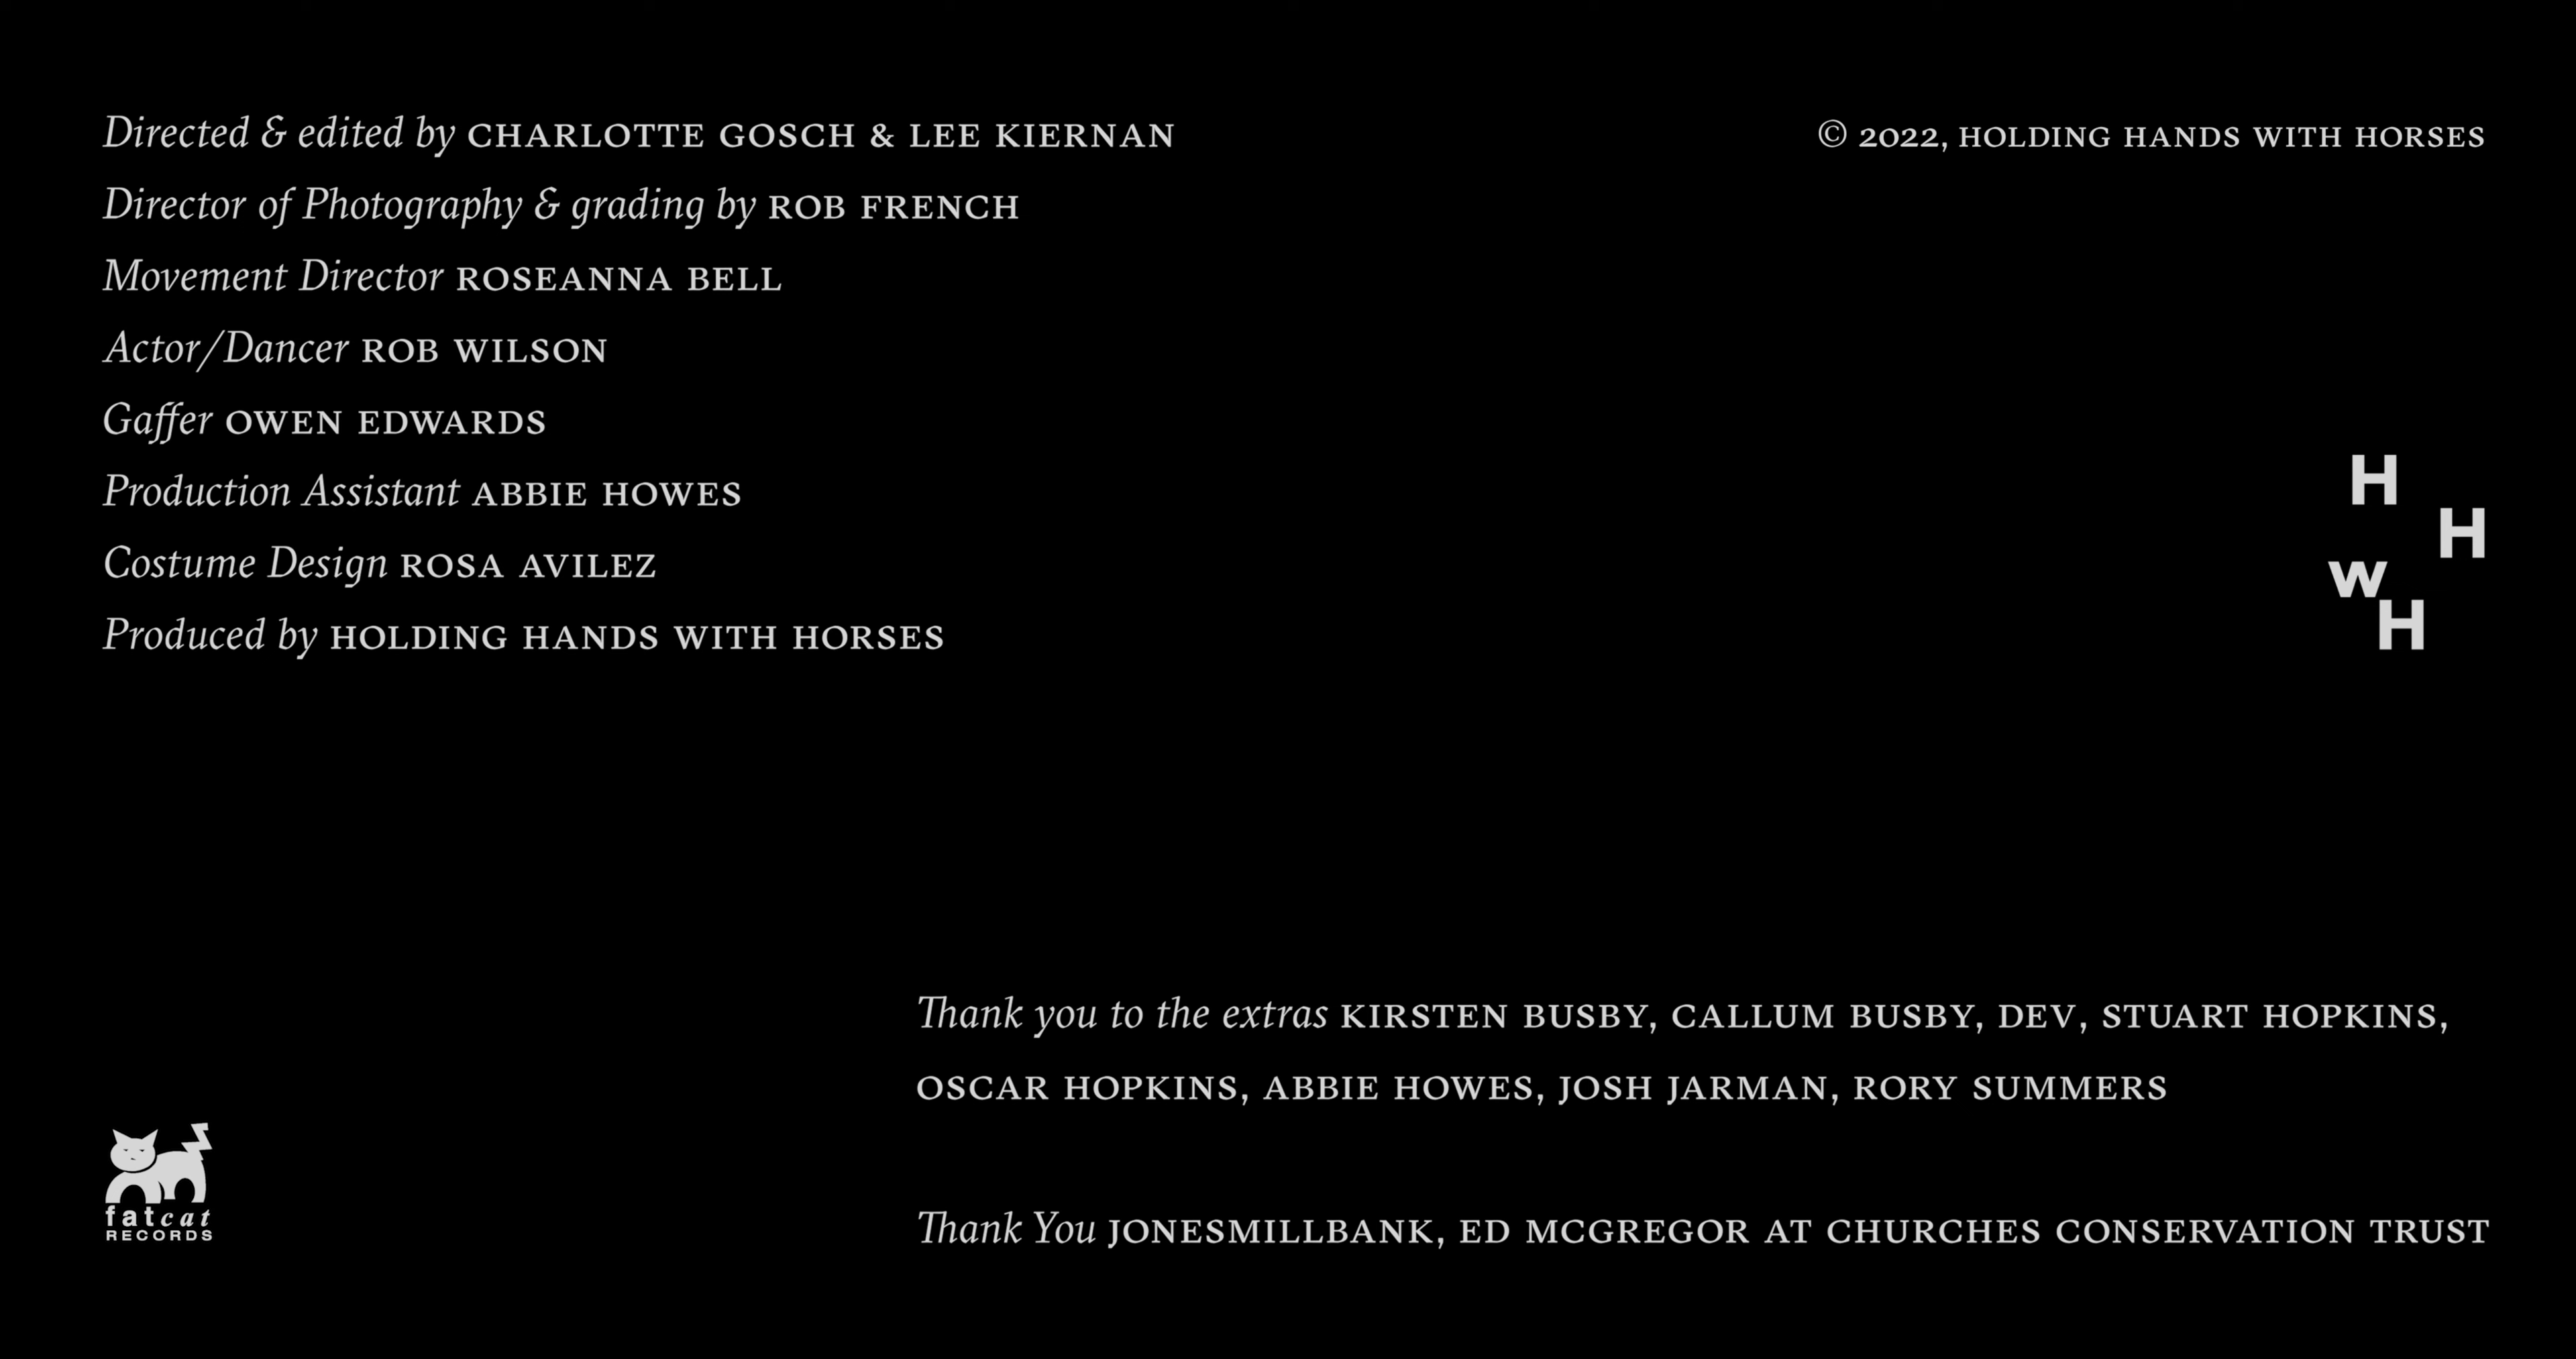 Directed & edited by CHARLOTTE GOSCH & LEE KIERNAN
Director of Photography & grading by ROB FRENCH
Movement Director ROSEANNA BELL
Actor/Dancer ROB WILSON
Gaffer OWEN EDWARDS
Production Assistant ABBIE HOWES
Costume Design ROSA AVILEZ
Produced by HOLDING HANDS WITH HORSES
© 2022, HOLDING HANDS WITH HORSES
H
H
W
H
Thank you to the extras KIRSTEN BUSBY, CALLUM BUSBY, DEV, STUART HOPKINS,
OSCAR HOPKINS, ABBIE HOWES, JOSH JARMAN, RORY SUMMERS
Thank You JONESMILLBANK, ED MCGREGOR AT CHURCHES CONSERVATION TRUST
fatcat
RECORDS